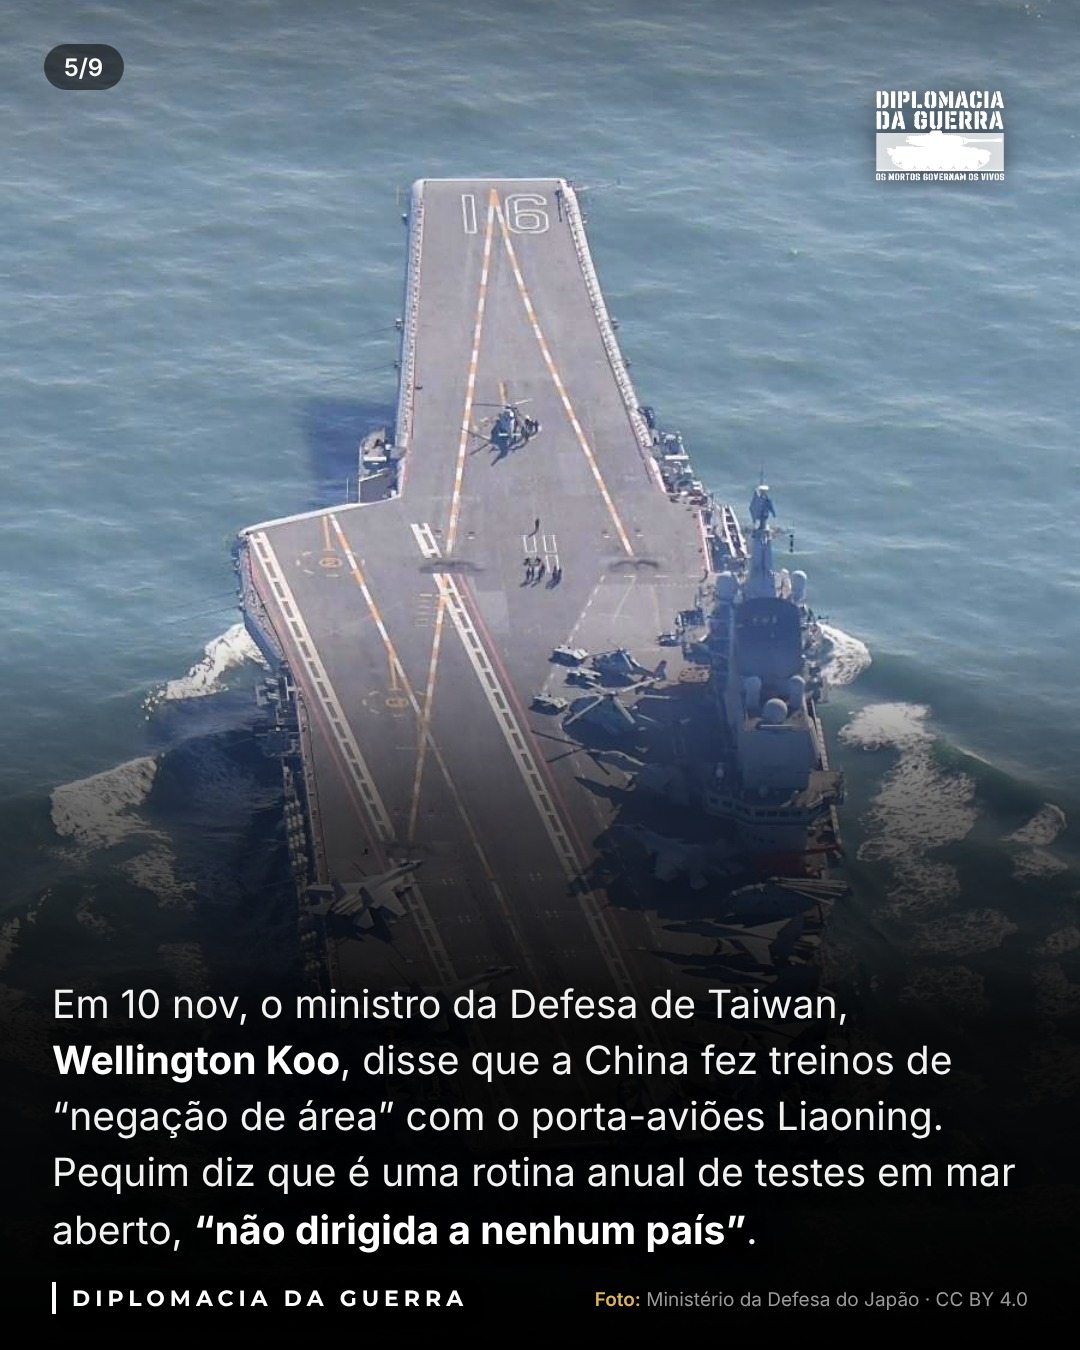 5/9
DIPLOMACIA
DA GUERRA
OS MORTOS GOVERNAM OS VIVOS
16
Em 10 nov, o ministro da Defesa de Taiwan,
Wellington Koo, disse que a China fez treinos de
“negação de área” com o porta-aviões Liaoning.
Pequim diz que é uma rotina anual de testes em mar
aberto, “não dirigida a nenhum país”.
DIPLOMACIA DA GUERRA
Foto: Ministério da Defesa do Japão · CC BY 4.0